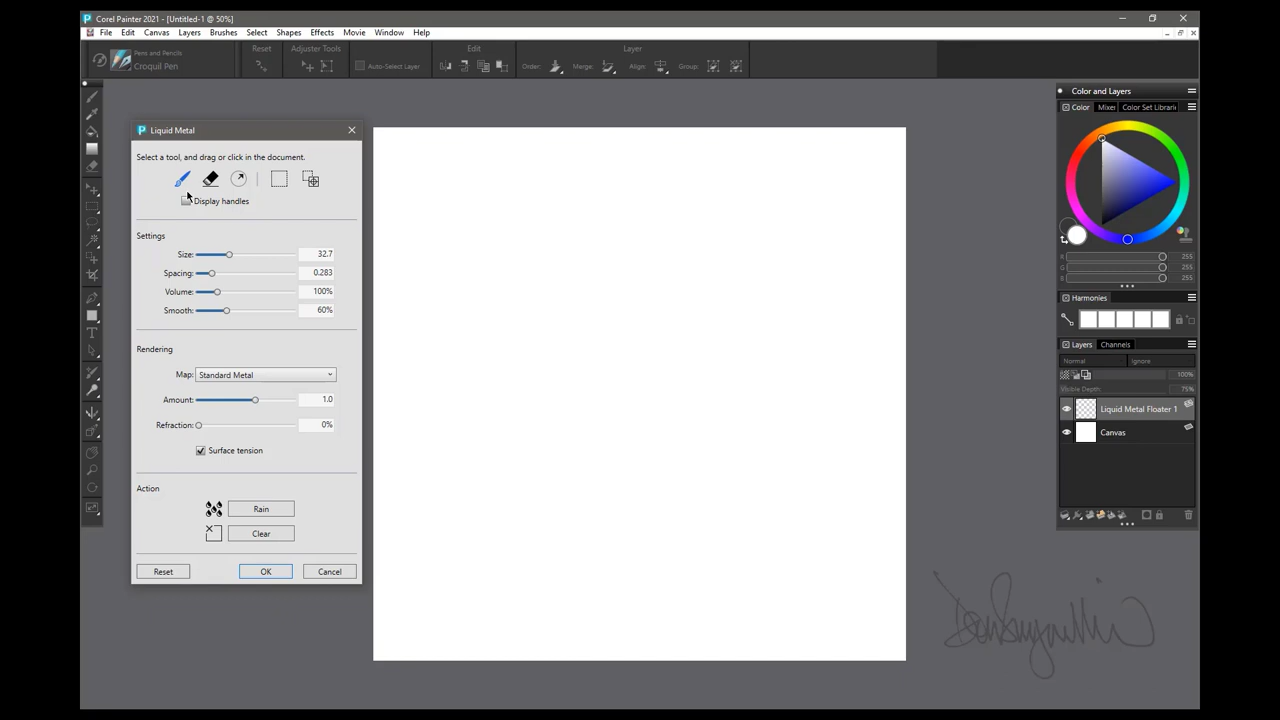 Corel Painter 2021 - [Untitled-1 @ 50%]
File Edit Canvas Layers Brushes Select Shapes Effects Movie Window Help
Pens and Pencils
Croquil Pen
Reset
Adjuster Tools
Auto-Select Layer
Edit
Layer
Order:
Merge:
Align:
Group:
Liquid Metal
Select a tool, and drag or click in the document.
Display handles
Settings
Size: 32.7
Spacing: 0.283
Volume: 100%
Smooth: 60%
Rendering
Map: Standard Metal
Amount: 1.0
Refraction: 0%
Surface tension
Action
Rain
Clear
Reset OK Cancel
Color and Layers
Color Mixer Color Set Librari
R 255
G 255
B 255
Harmonies
Layers Channels
Normal Ignore
100%
Visible Depth: 75%
Liquid Metal Floater 1
Canvas